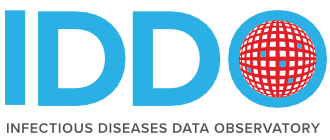 IDDO
INFECTIOUS DISEASES DATA OBSERVATORY